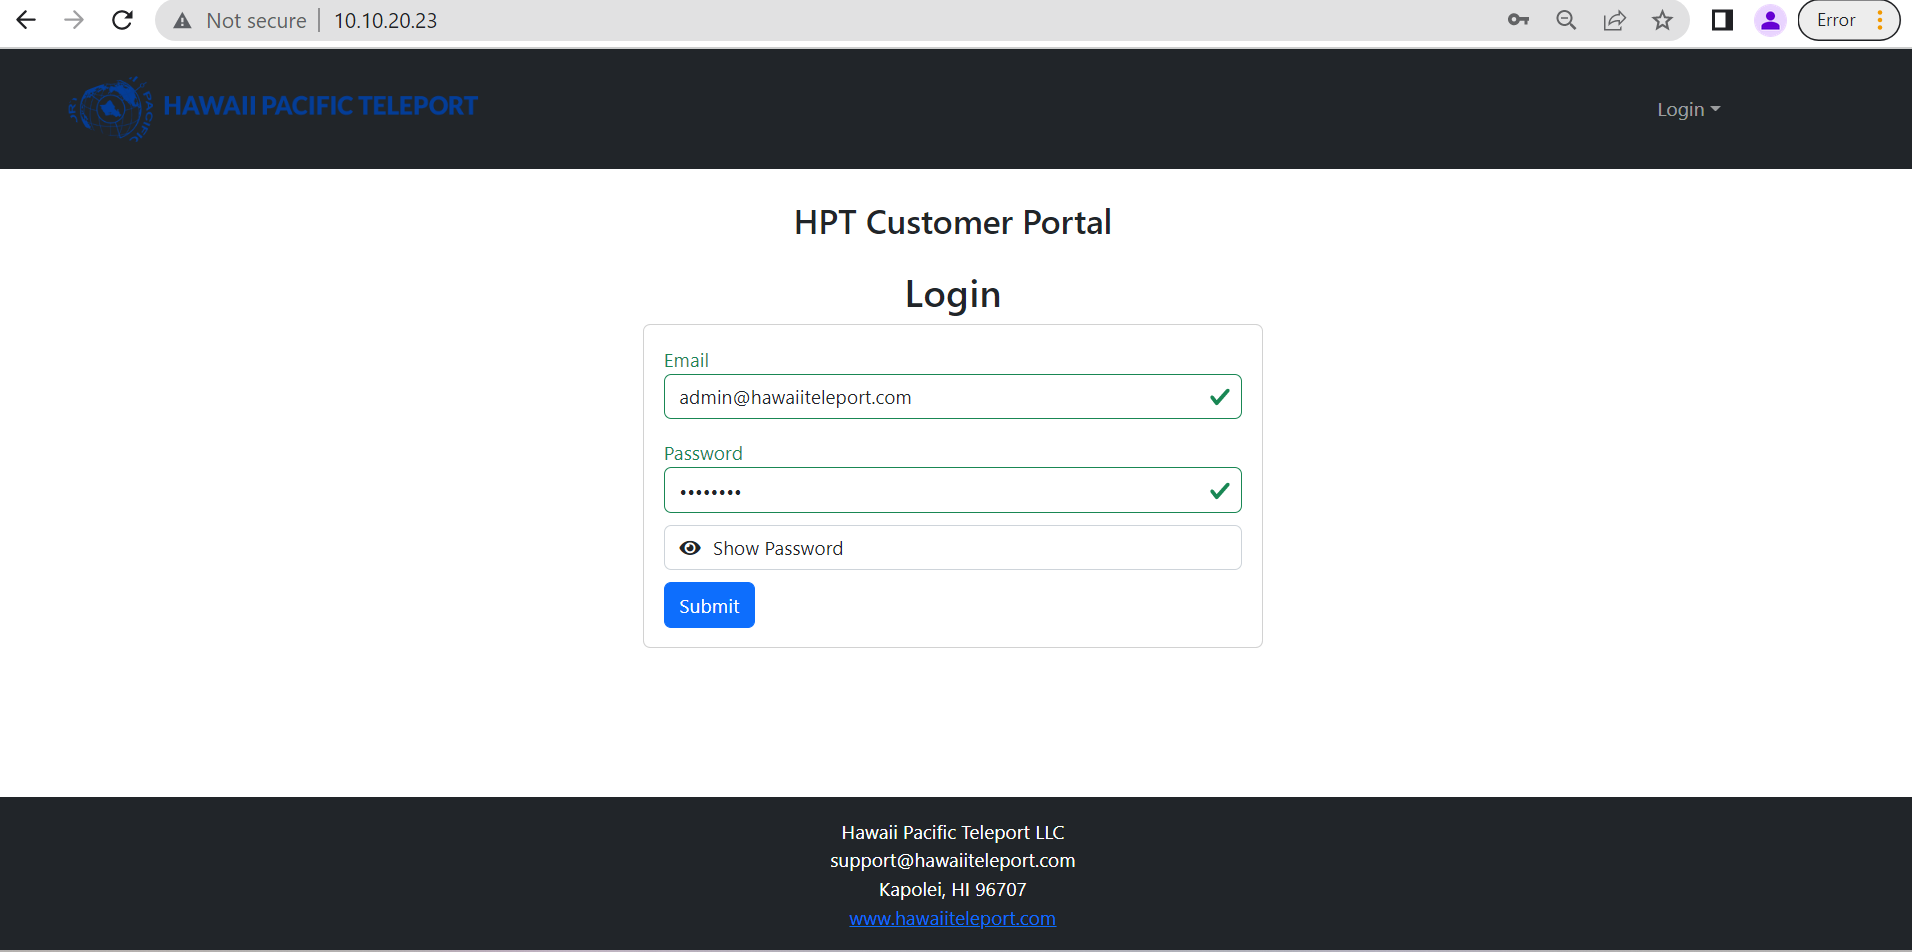 Not secure 10.10.20.23 Error
HAWAII PACIFIC TELEPORT
PACIFIC
Login
HPT Customer Portal
Login
Email
admin@hawaiiteleport.com
Password
••••••••
Show Password
Submit
Hawaii Pacific Teleport LLC
support@hawaiiteleport.com
Kapolei, HI 96707
www.hawaiiteleport.com